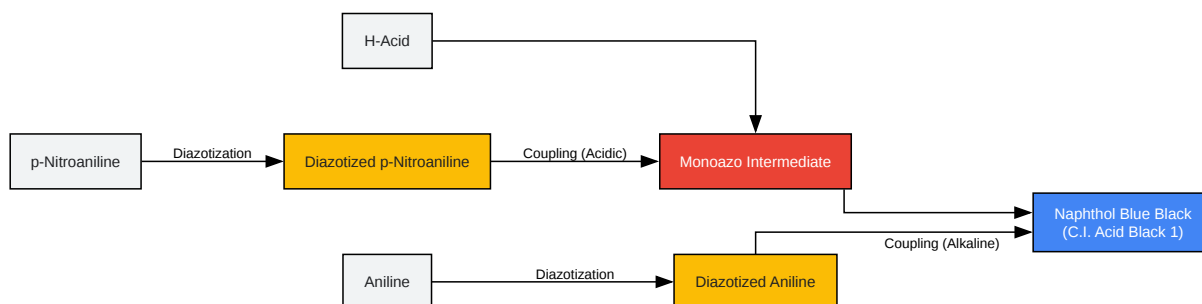 H-Acid
p-Nitroaniline
Diazotization
Diazotized p-Nitroaniline
Coupling (Acidic)
Monoazo Intermediate
Naphthol Blue Black
(C.I. Acid Black 1)
Coupling (Alkaline)
Aniline
Diazotization
Diazotized Aniline